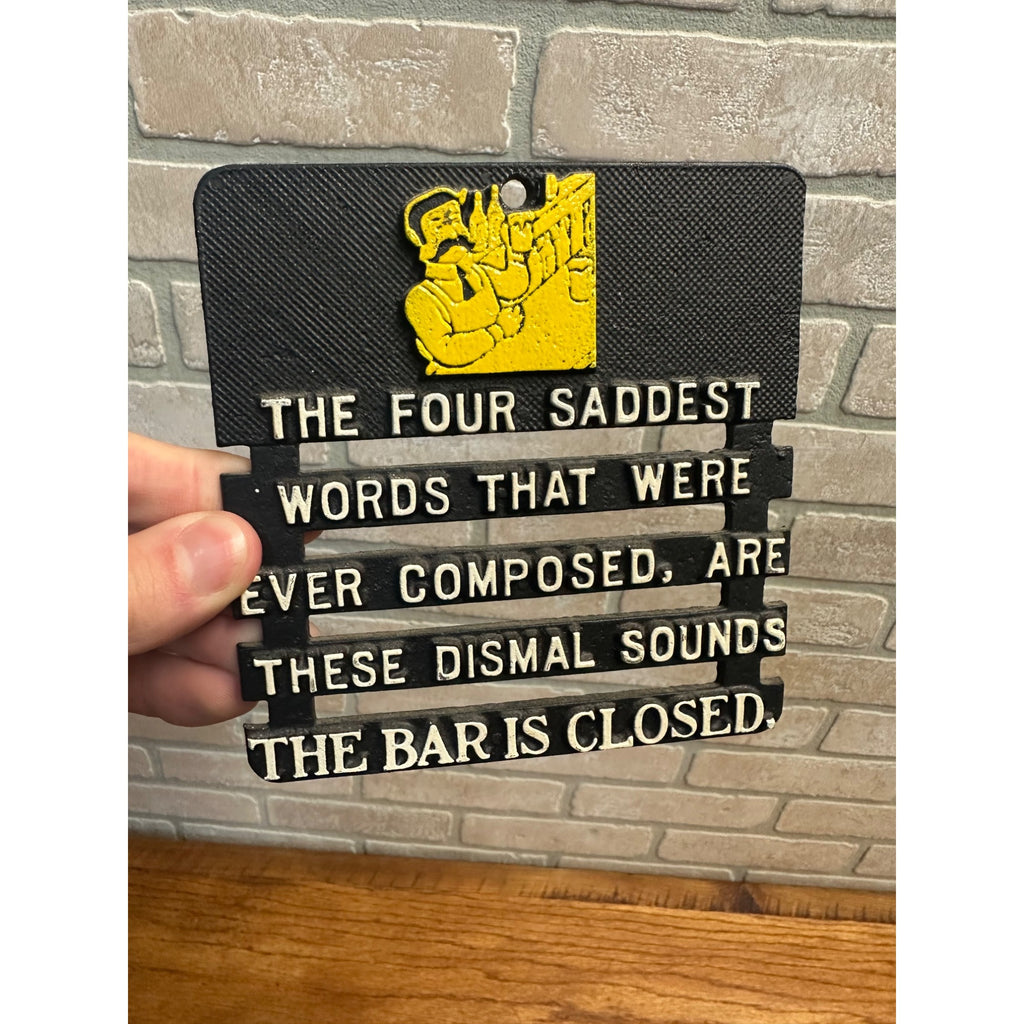 THE FOUR SADDEST
WORDS THAT WERE
EVER COMPOSED, ARE
THESE DISMAL SOUNDS
THE BAR IS CLOSED.